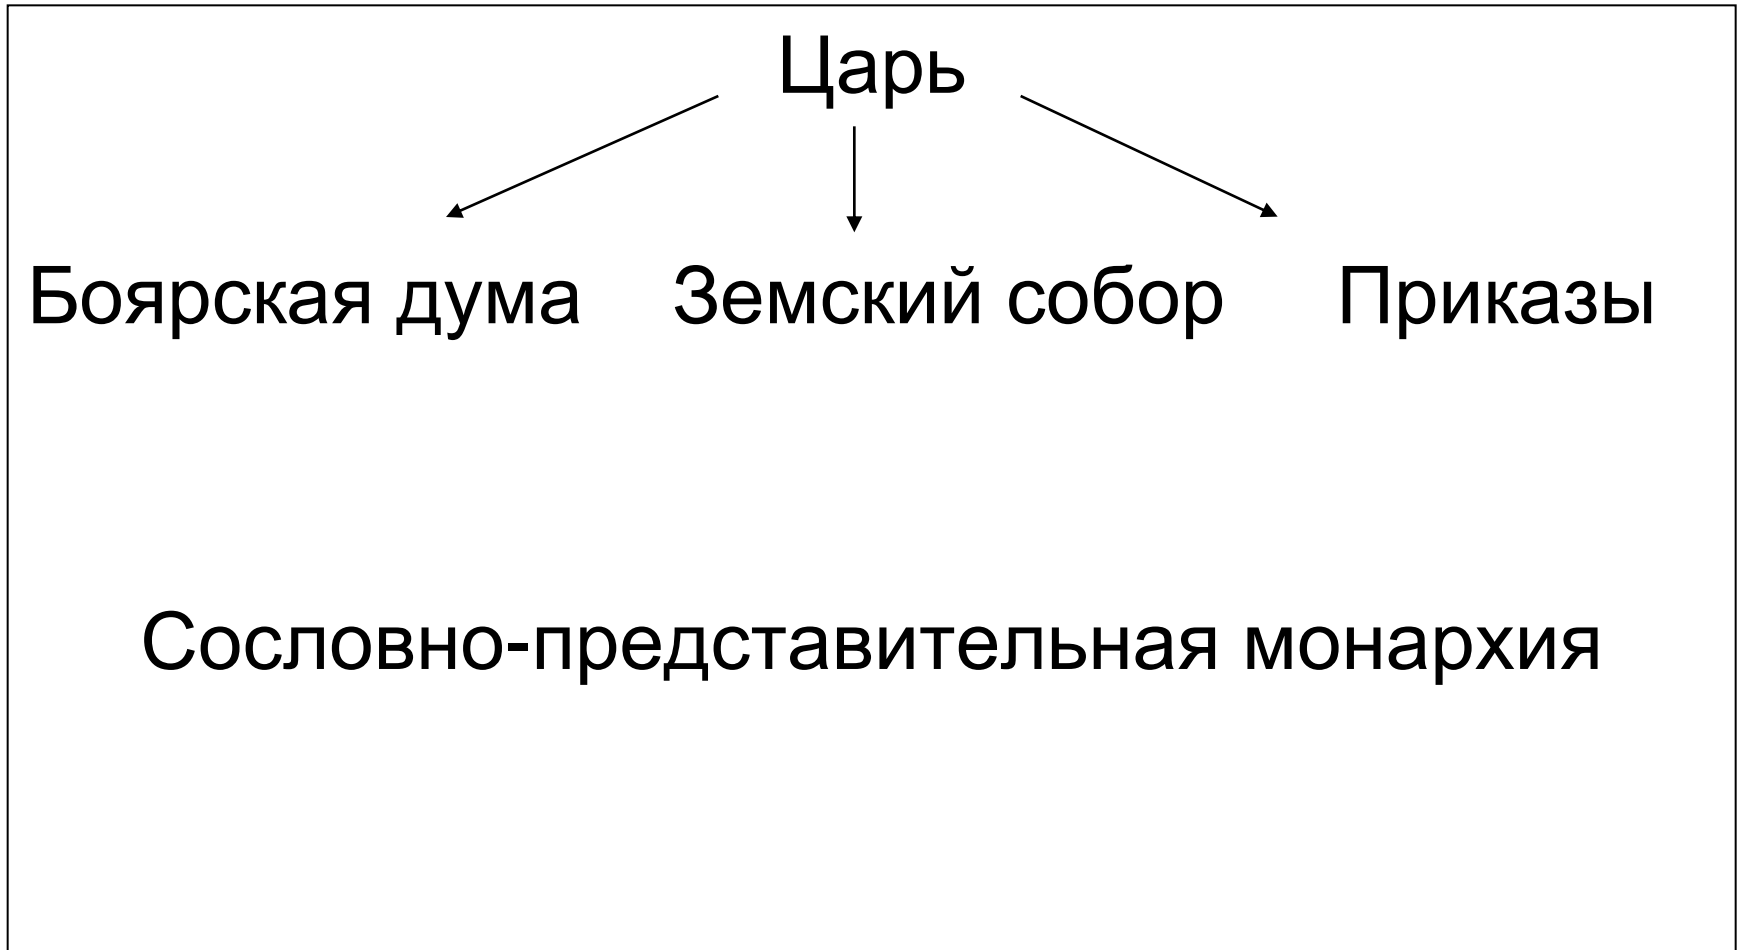 Царь
Боярская дума Земский собор Приказы
Сословно-представительная монархия